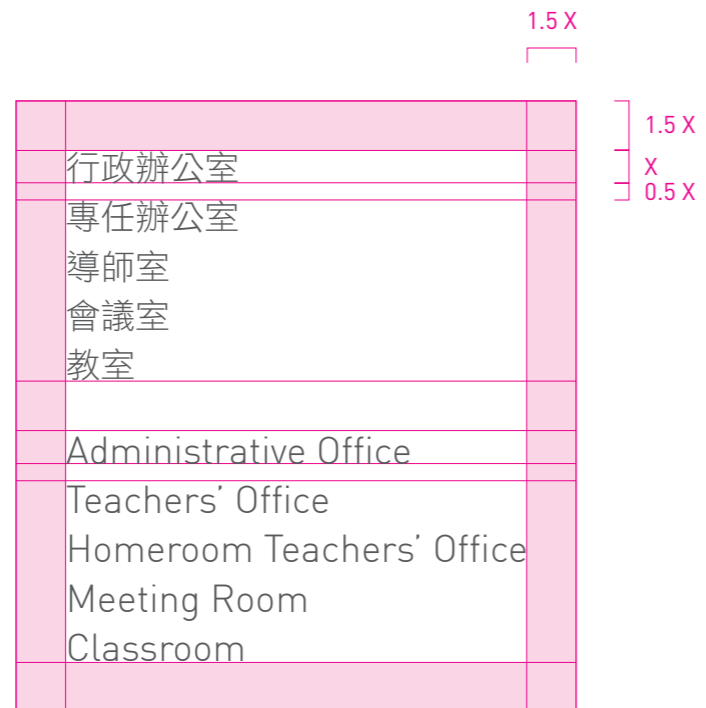 1.5 X
1.5 X
X
0.5 X
行政辦公室
專任辦公室
導師室
會議室
教室
Administrative Office
Teachers’ Office
Homeroom Teachers’ Office
Meeting Room
Classroom